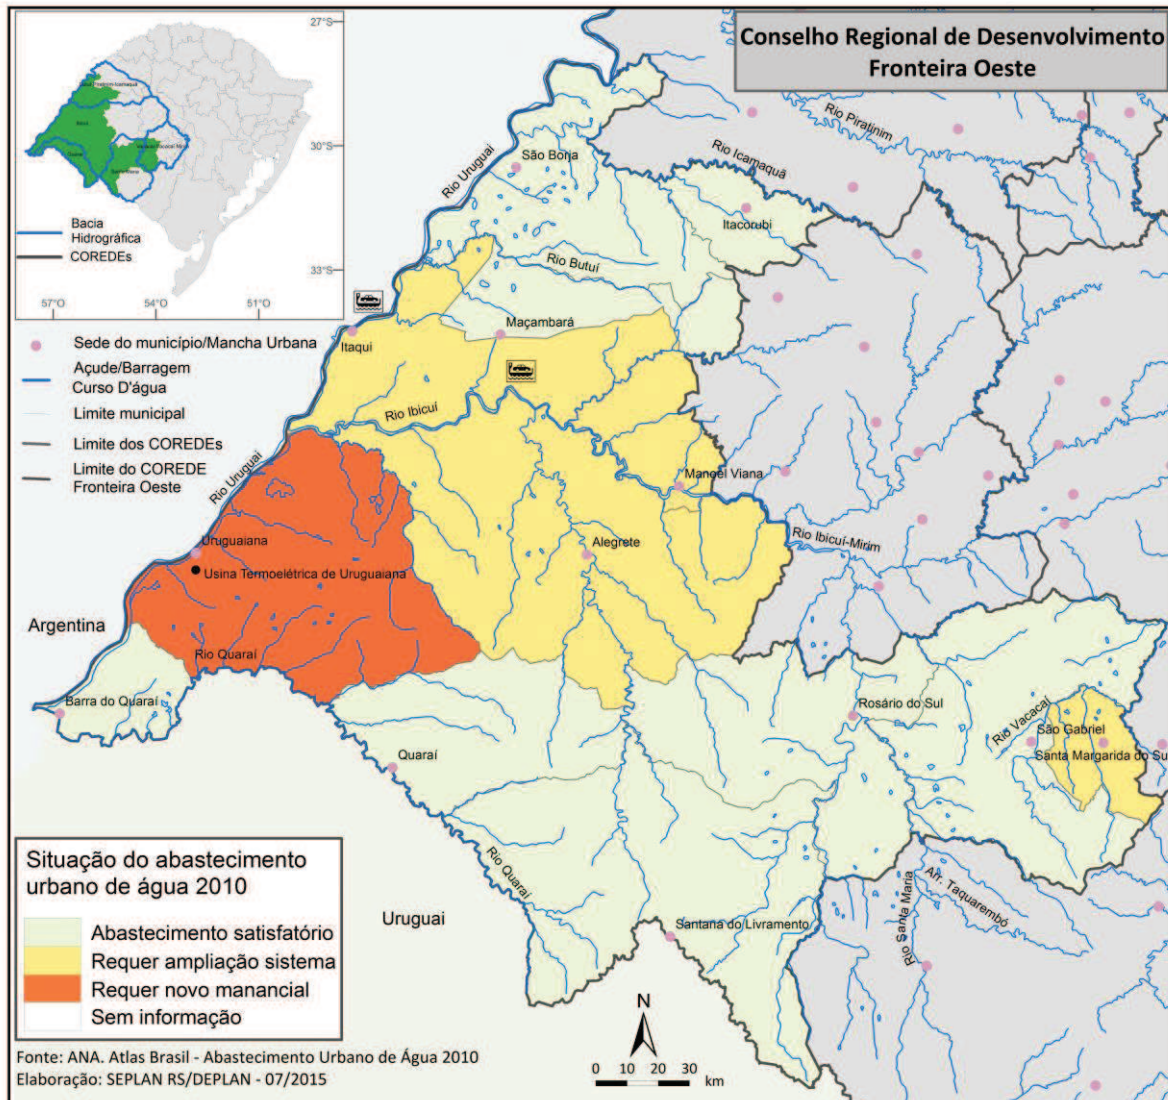 Conselho Regional de Desenvolvimento
Fronteira Oeste
27°S
30°S
33°S
57°O
54°O
51°O
Bacia
Hidrográfica
COREDEs
Sede do município/Mancha Urbana
Açude/Barragem
Curso D'água
Limite municipal
Limite dos COREDEs
Limite do COREDE
Fronteira Oeste
Rio Uruguai
São Borja
Rio Icamaquã
Rio Piratinim
Itacorubi
Rio Butuí
Maçambará
Itaqui
Rio Ibicuí
Rio Uruguai
Manoel Viana
Uruguaiana
Usina Termoelétrica de Uruguaiana
Alegrete
Rio Ibicuí-Mirim
Argentina
Rio Quaraí
Barra do Quaraí
Rosário do Sul
Rio Vacacaí
São Gabriel
Santa Margarida do Su
Quaraí
Rio Quaraí
Uruguai
Santana do Livramento
Rio Santa Maria
Arr. Taquarembó
Situação do abastecimento
urbano de água 2010
Abastecimento satisfatório
Requer ampliação sistema
Requer novo manancial
Sem informação
N
0 10 20 30
km
Fonte: ANA. Atlas Brasil - Abastecimento Urbano de Água 2010
Elaboração: SEPLAN RS/DEPLAN - 07/2015